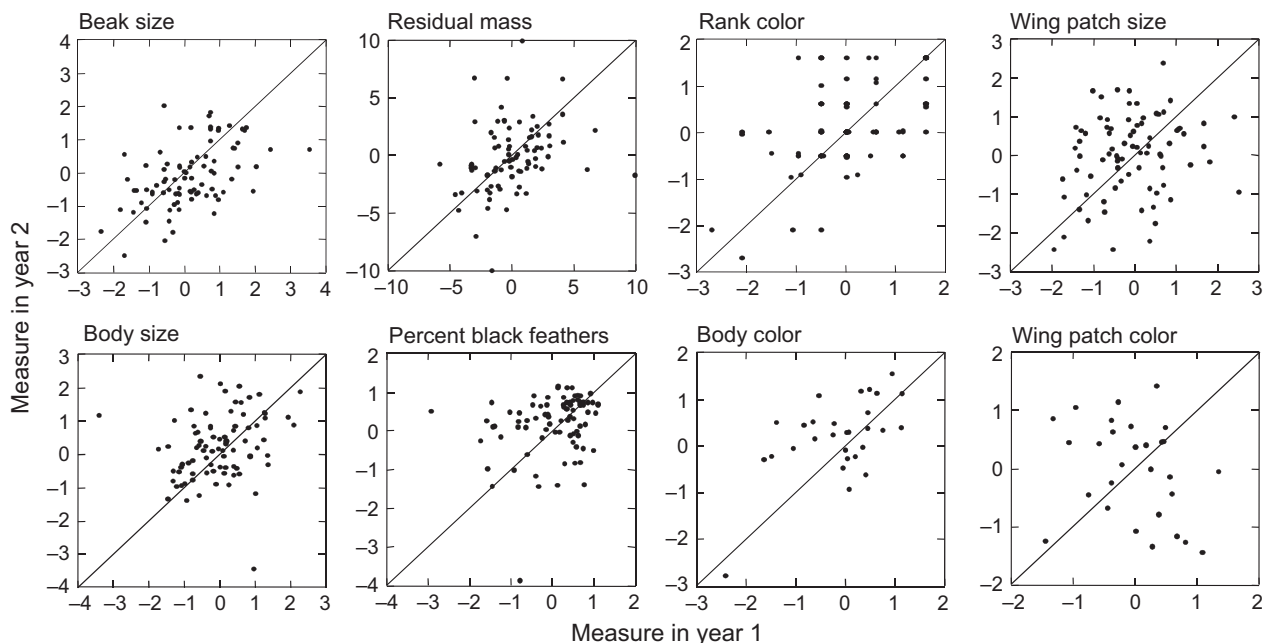 Measure in year 2
Beak size
4
3
2
1
0
–1
–2
–3
–3 –2 –1 0 1 2 3 4
Residual mass
10
5
0
–5
–10
–10 –5 0 5 10
Rank color
2
1
0
–1
–2
–3
–3 –2 –1 0 1 2
Wing patch size
3
2
1
0
–1
–2
–3
–3 –2 –1 0 1 2 3
Body size
3
2
1
0
–1
–2
–3
–4
–4 –3 –2 –1 0 1 2 3
Percent black feathers
2
1
0
–1
–2
–3
–4
–4 –3 –2 –1 0 1 2
Body color
2
1
0
–1
–2
–3
–3 –2 –1 0 1 2
Wing patch color
2
1
0
–1
–2
–2 –1 0 1 2
Measure in year 1